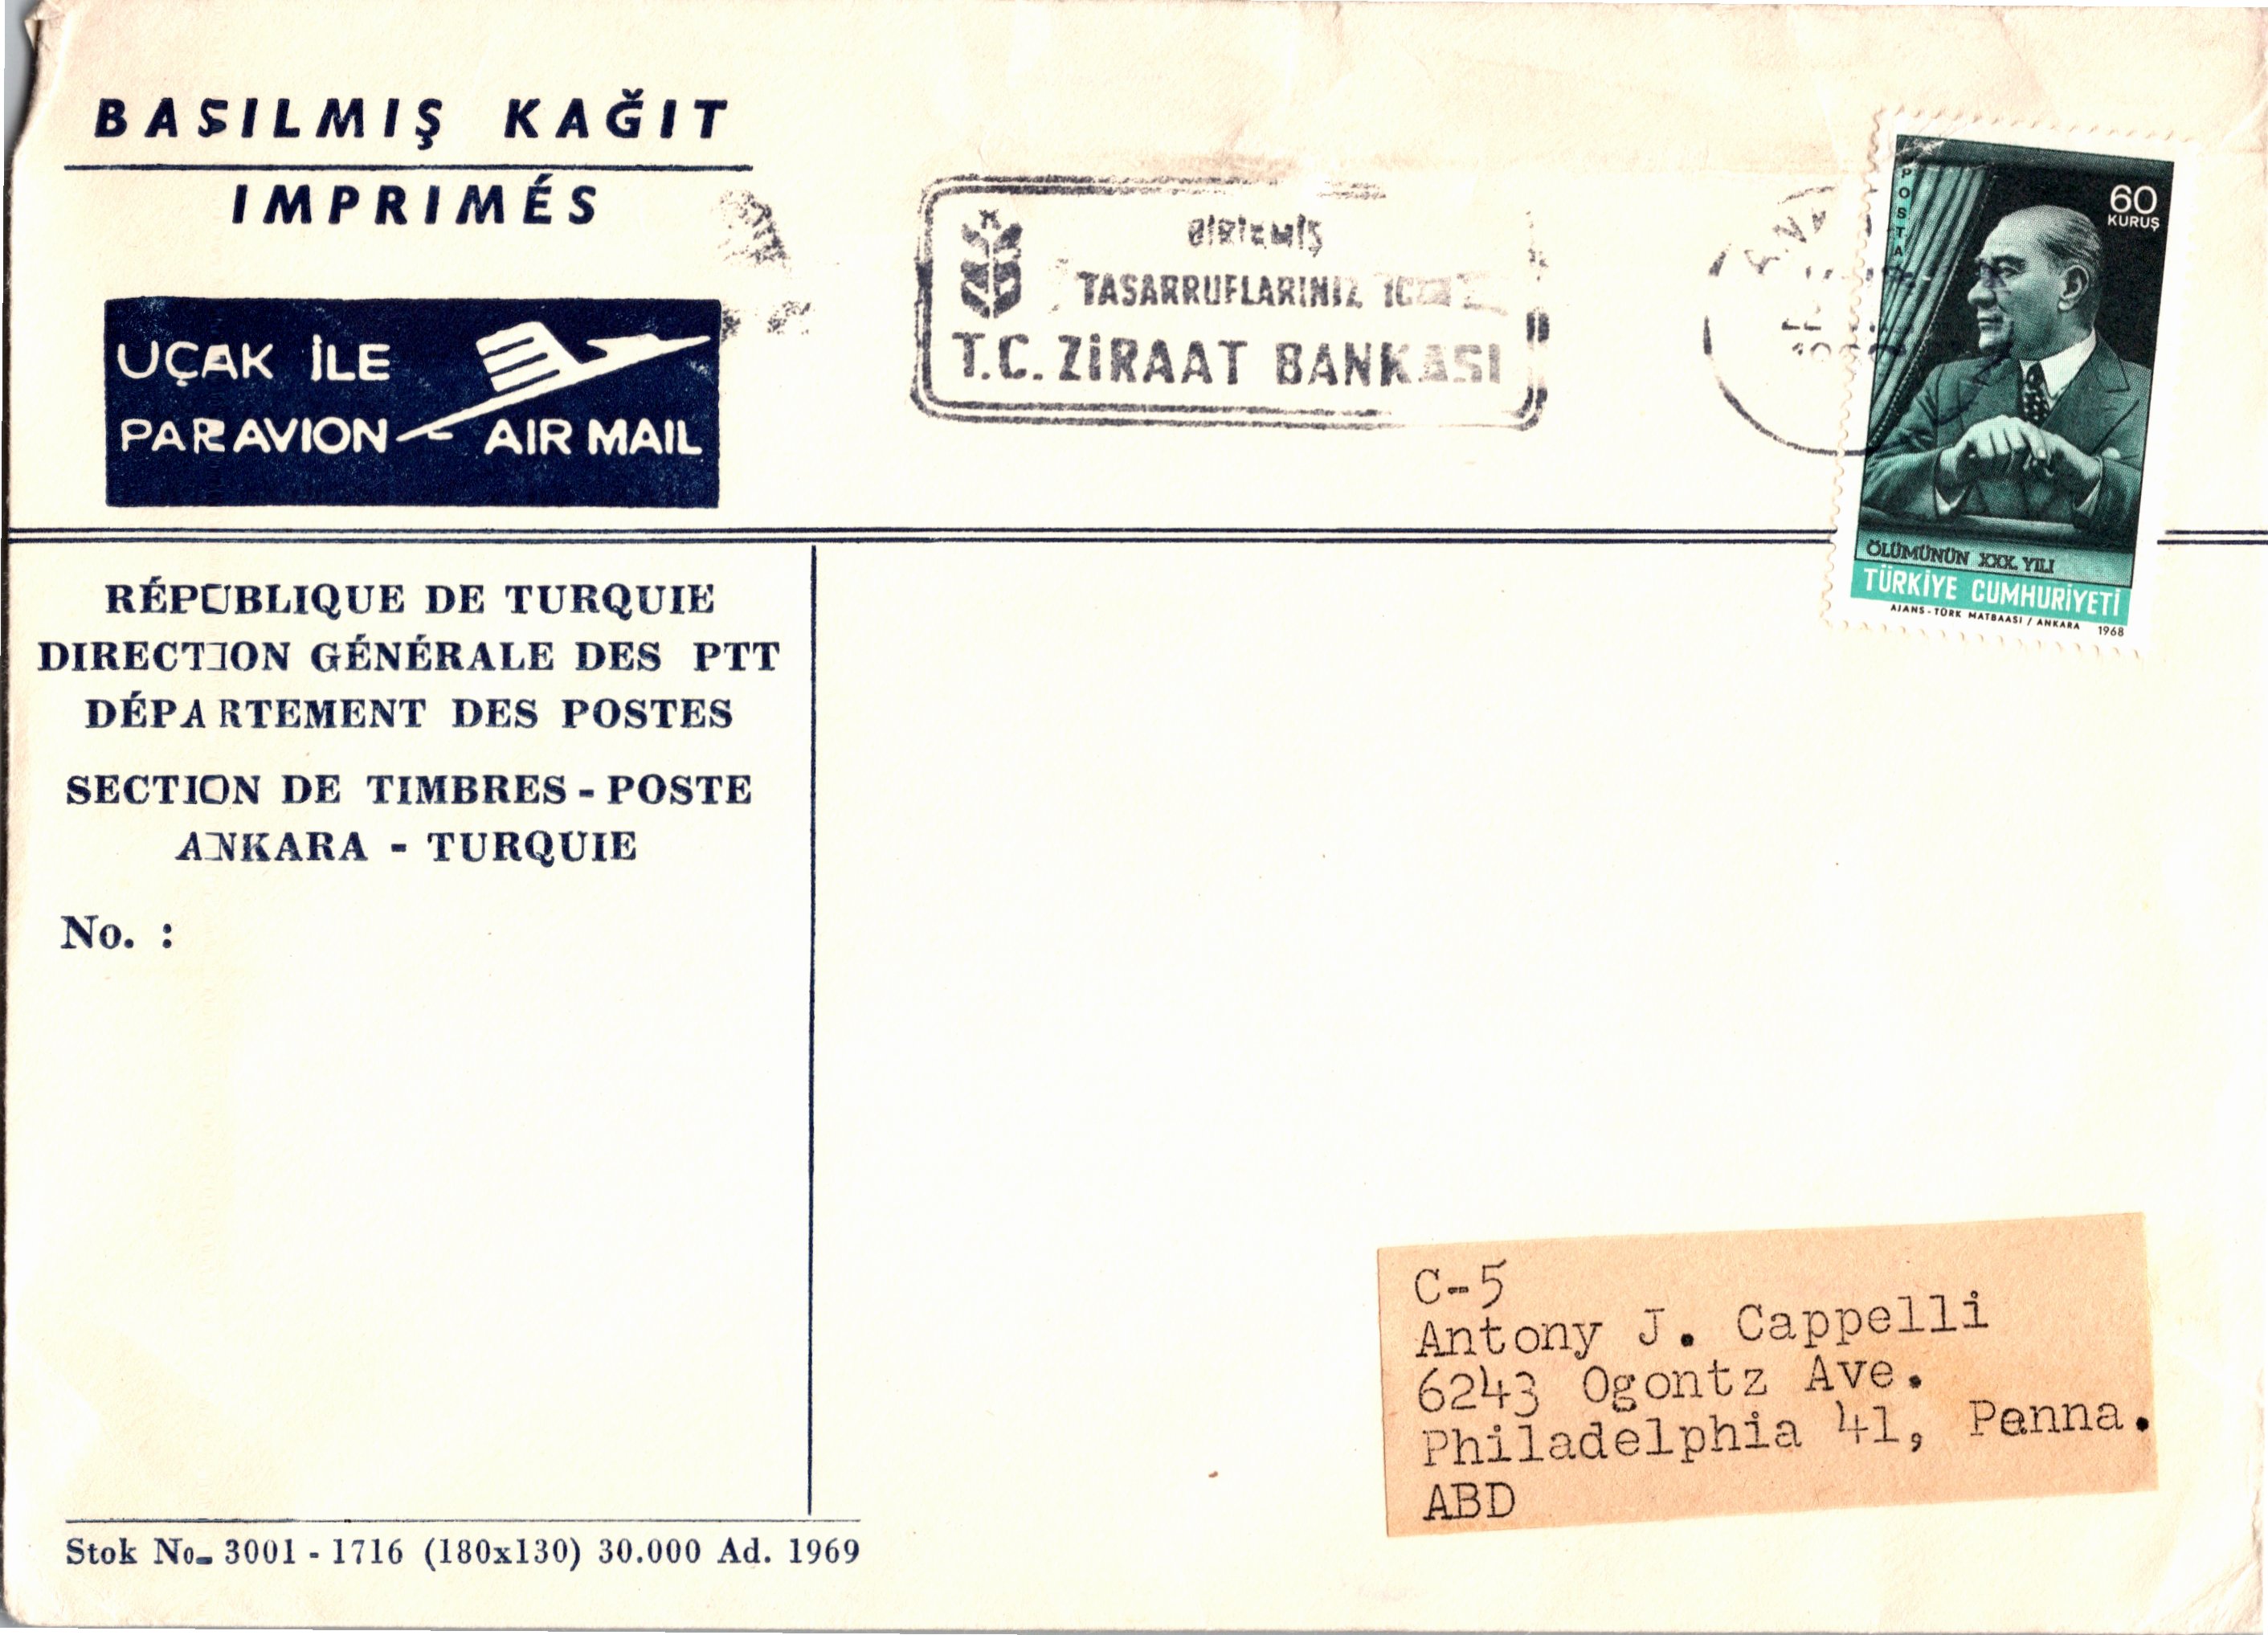 BASILMIŞ KAĞIT
IMPRIMÉS
UÇAK İLE
PAR AVION AIR MAIL
BİRİKMİŞ
TASARRUFLARINIZ
T.C. ZİRAAT BANKASI
POSTA
60
KURUŞ
ÖLÜMÜNÜN XXX. YILI
TÜRKİYE CUMHURİYETİ
AJANS-TÜRK MATBAASI / ANKARA 1968
RÉPUBLIQUE DE TURQUIE
DIRECTION GÉNÉRALE DES PTT
DÉPARTEMENT DES POSTES
SECTION DE TIMBRES-POSTE
ANKARA - TURQUIE
No. :
C-5
Antony J. Cappelli
6243 Ogontz Ave.
Philadelphia 41, Penna.
ABD
Stok No. 3001 - 1716 (180x130) 30.000 Ad. 1969